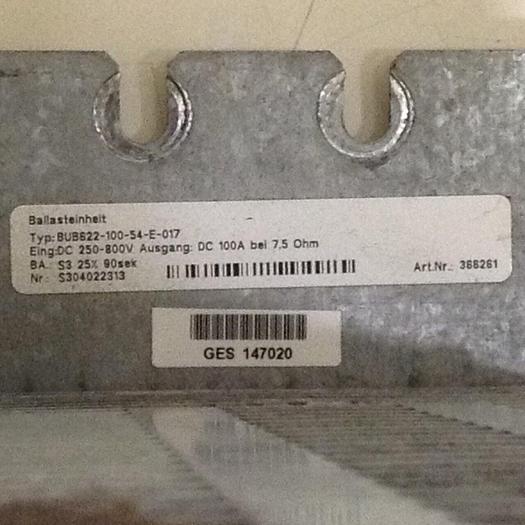 Ballasteinheit
Typ: BUB622-100-54-E-017
Eing:DC 250-800V Ausgang: DC 100A bei 7,5 Ohm
BA.: S3 25% 90sek
Nr.: S304022313 Art.Nr.: 366261
GES 147020